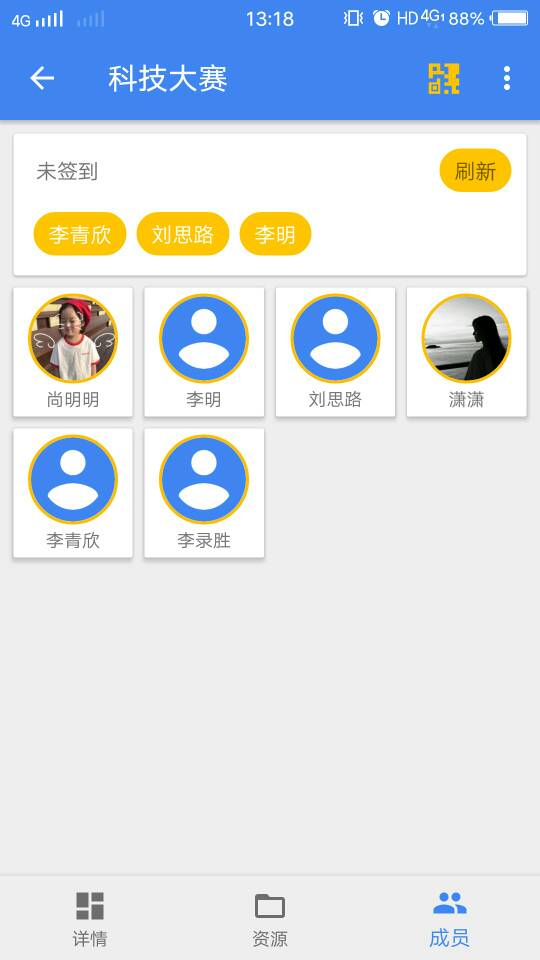 4G 13:18 HD 4G 88%
科技大赛
未签到 刷新
李青欣 刘思路 李明
尚明明 李明 刘思路 潇潇
李青欣 李录胜
详情 资源 成员